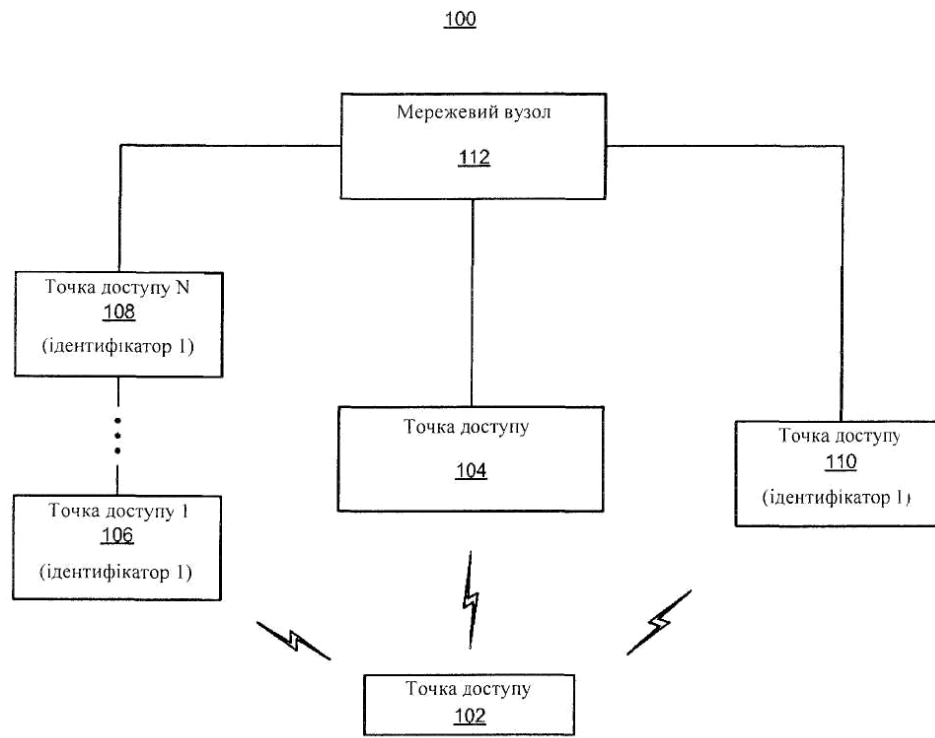 100
Мережевий вузол
112
Точка доступу N
108
(ідентифікатор 1)
Точка доступу
104
Точка доступу
110
(ідентифікатор 1)
Точка доступу 1
106
(ідентифікатор 1)
Точка доступу
102